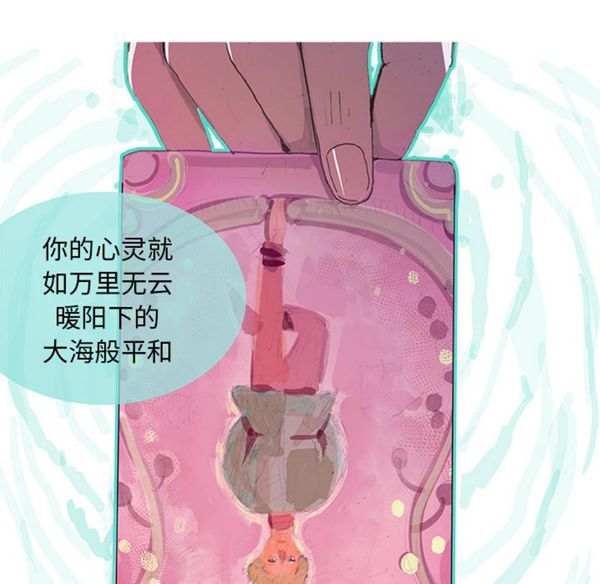 你的心灵就
如万里无云
暖阳下的
大海般平和